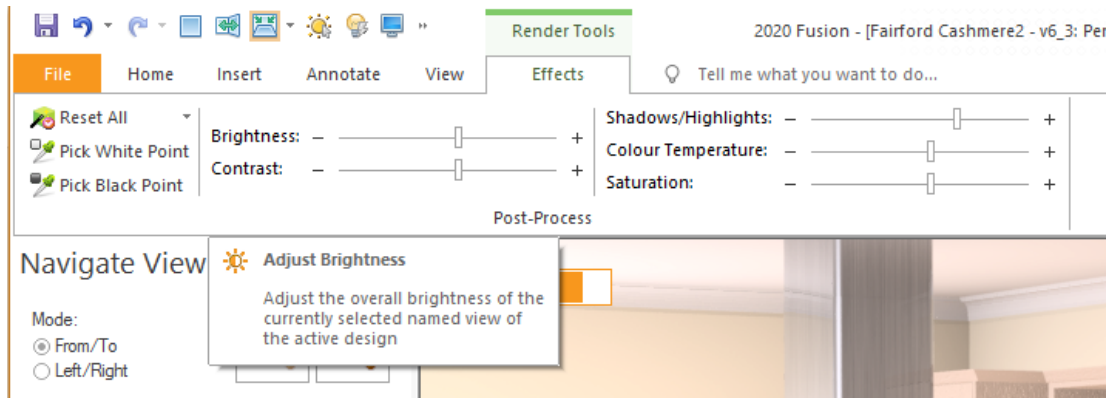 Render Tools
2020 Fusion - [Fairford Cashmere2 - v6_3: Per
File Home Insert Annotate View Effects Tell me what you want to do...
Reset All
Pick White Point
Pick Black Point
Brightness: – +
Contrast: – +
Shadows/Highlights: – +
Colour Temperature: – +
Saturation: – +
Post-Process
Navigate View
Adjust Brightness
Adjust the overall brightness of the
currently selected named view of
the active design
Mode:
From/To
Left/Right